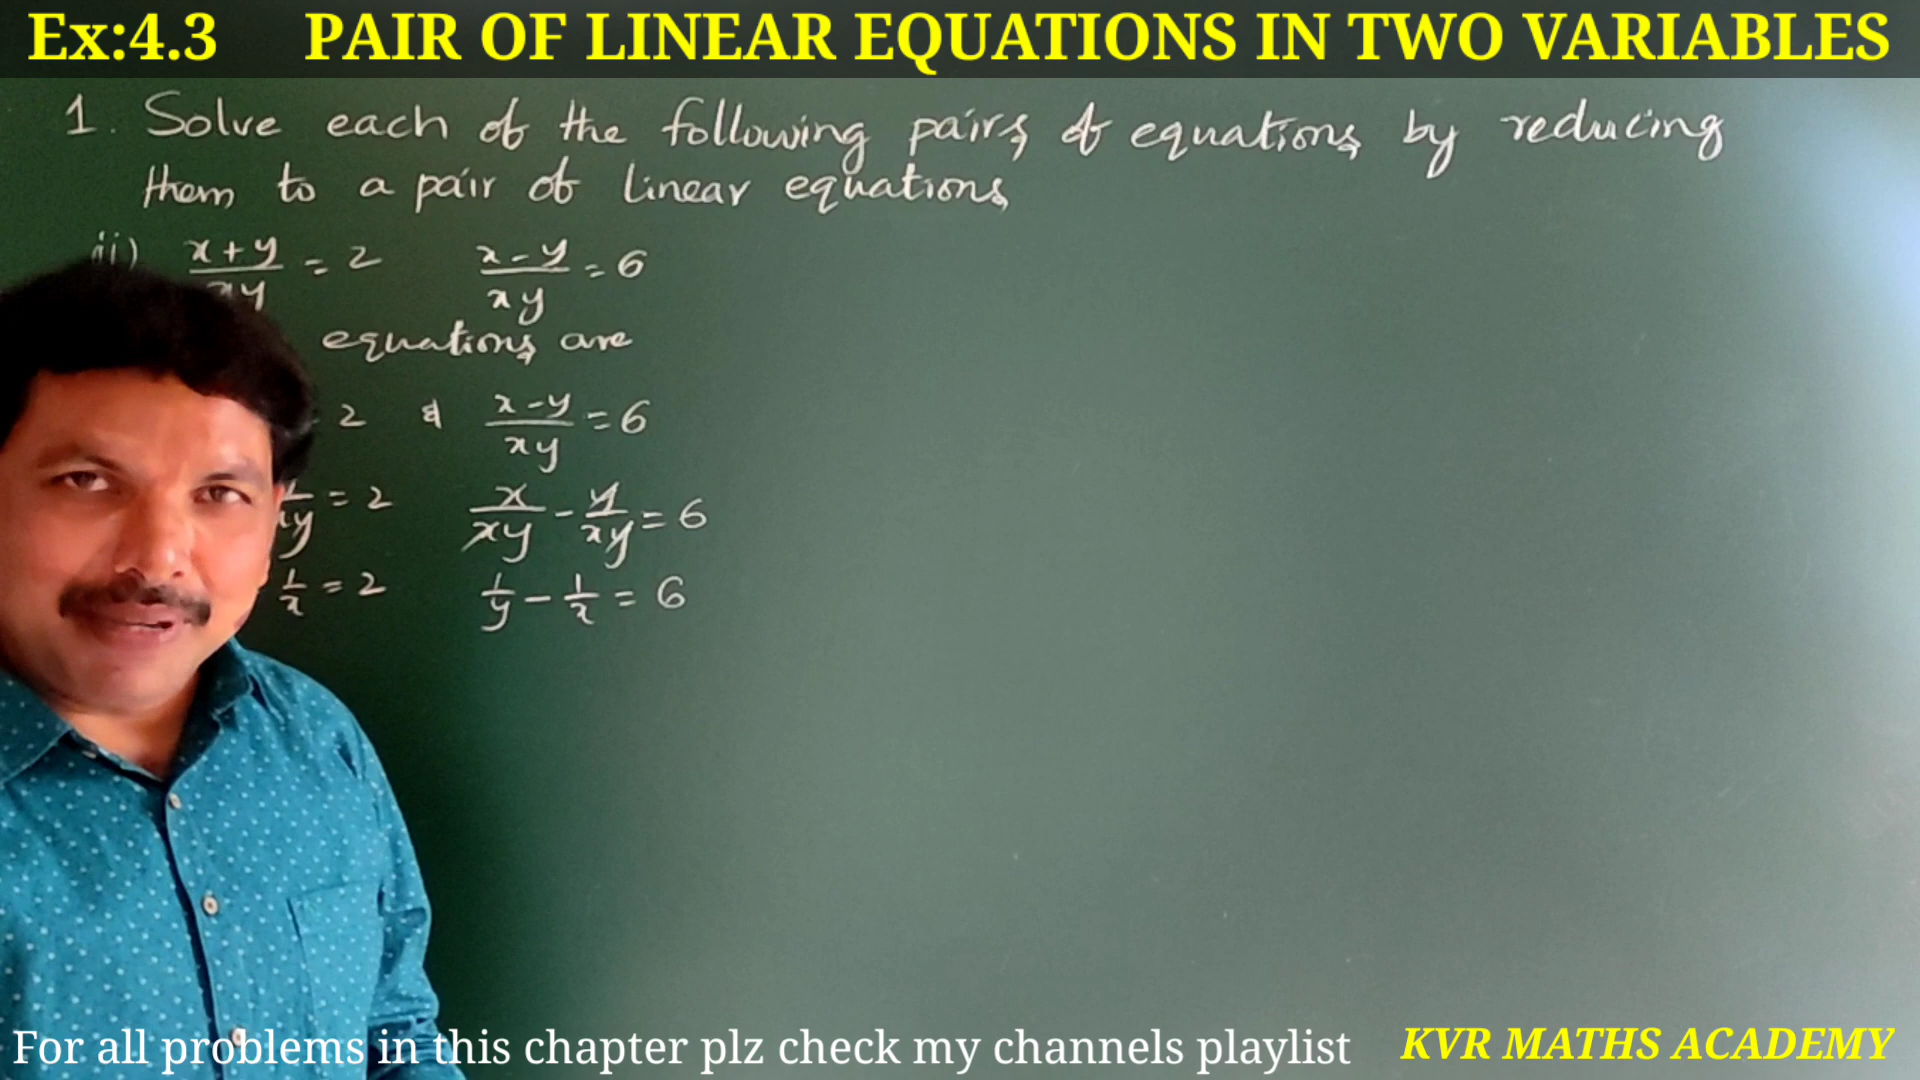 Ex:4.3 PAIR OF LINEAR EQUATIONS IN TWO VARIABLES
1. Solve each of the following pairs of equations by reducing
them to a pair of linear equations
ii) x+y/xy = 2 x-y/xy = 6
equations are
2 & x-y/xy = 6
= 2 x/xy - y/xy = 6
1/x = 2 1/y - 1/x = 6
For all problems in this chapter plz check my channels playlist KVR MATHS ACADEMY